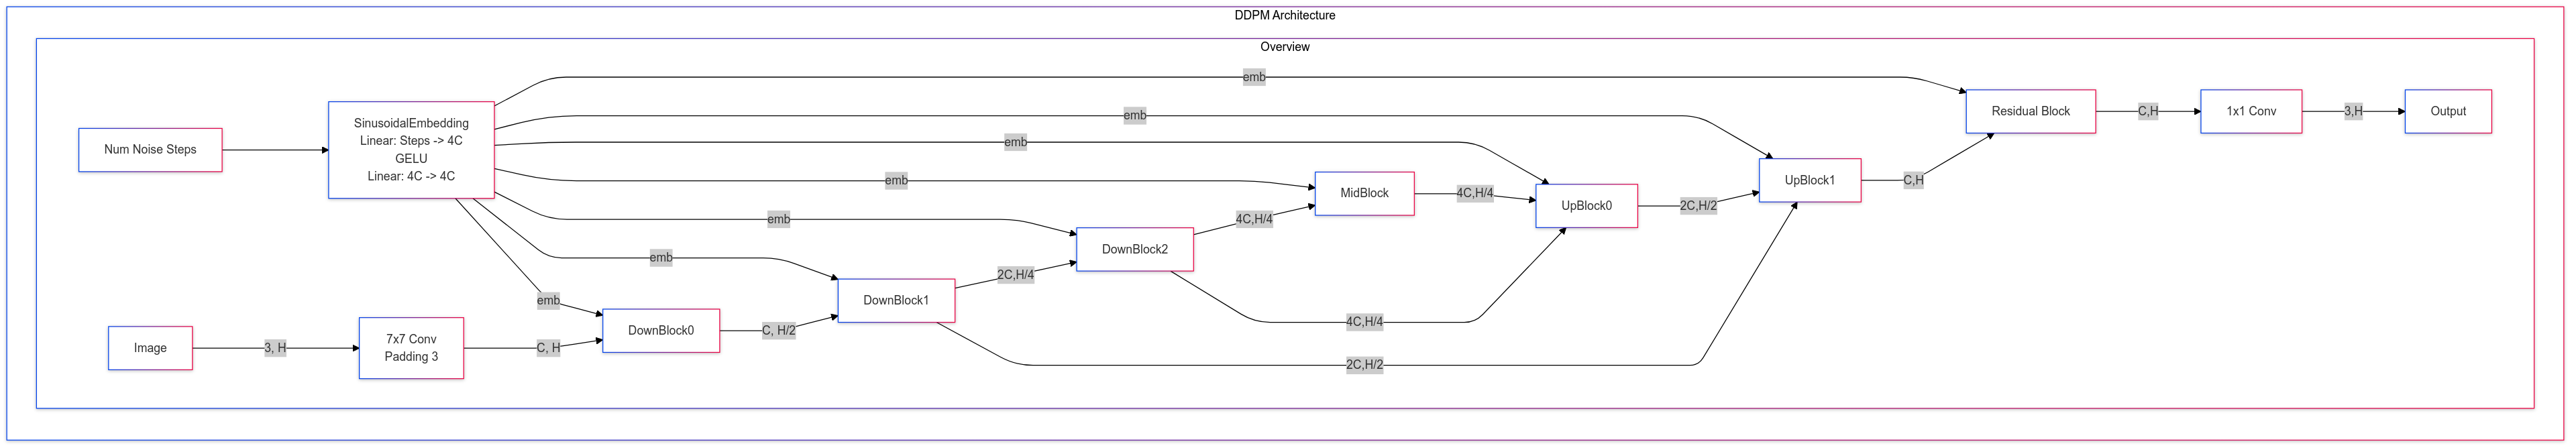 DDPM Architecture
Overview
Num Noise Steps
SinusoidalEmbedding
Linear: Steps -> 4C
GELU
Linear: 4C -> 4C
emb
emb
emb
emb
emb
emb
emb
Image
3, H
7x7 Conv
Padding 3
C, H
DownBlock0
C, H/2
DownBlock1
2C,H/4
DownBlock2
4C,H/4
MidBlock
4C,H/4
UpBlock0
2C,H/2
UpBlock1
C,H
Residual Block
C,H
1x1 Conv
3,H
Output
4C,H/4
2C,H/2